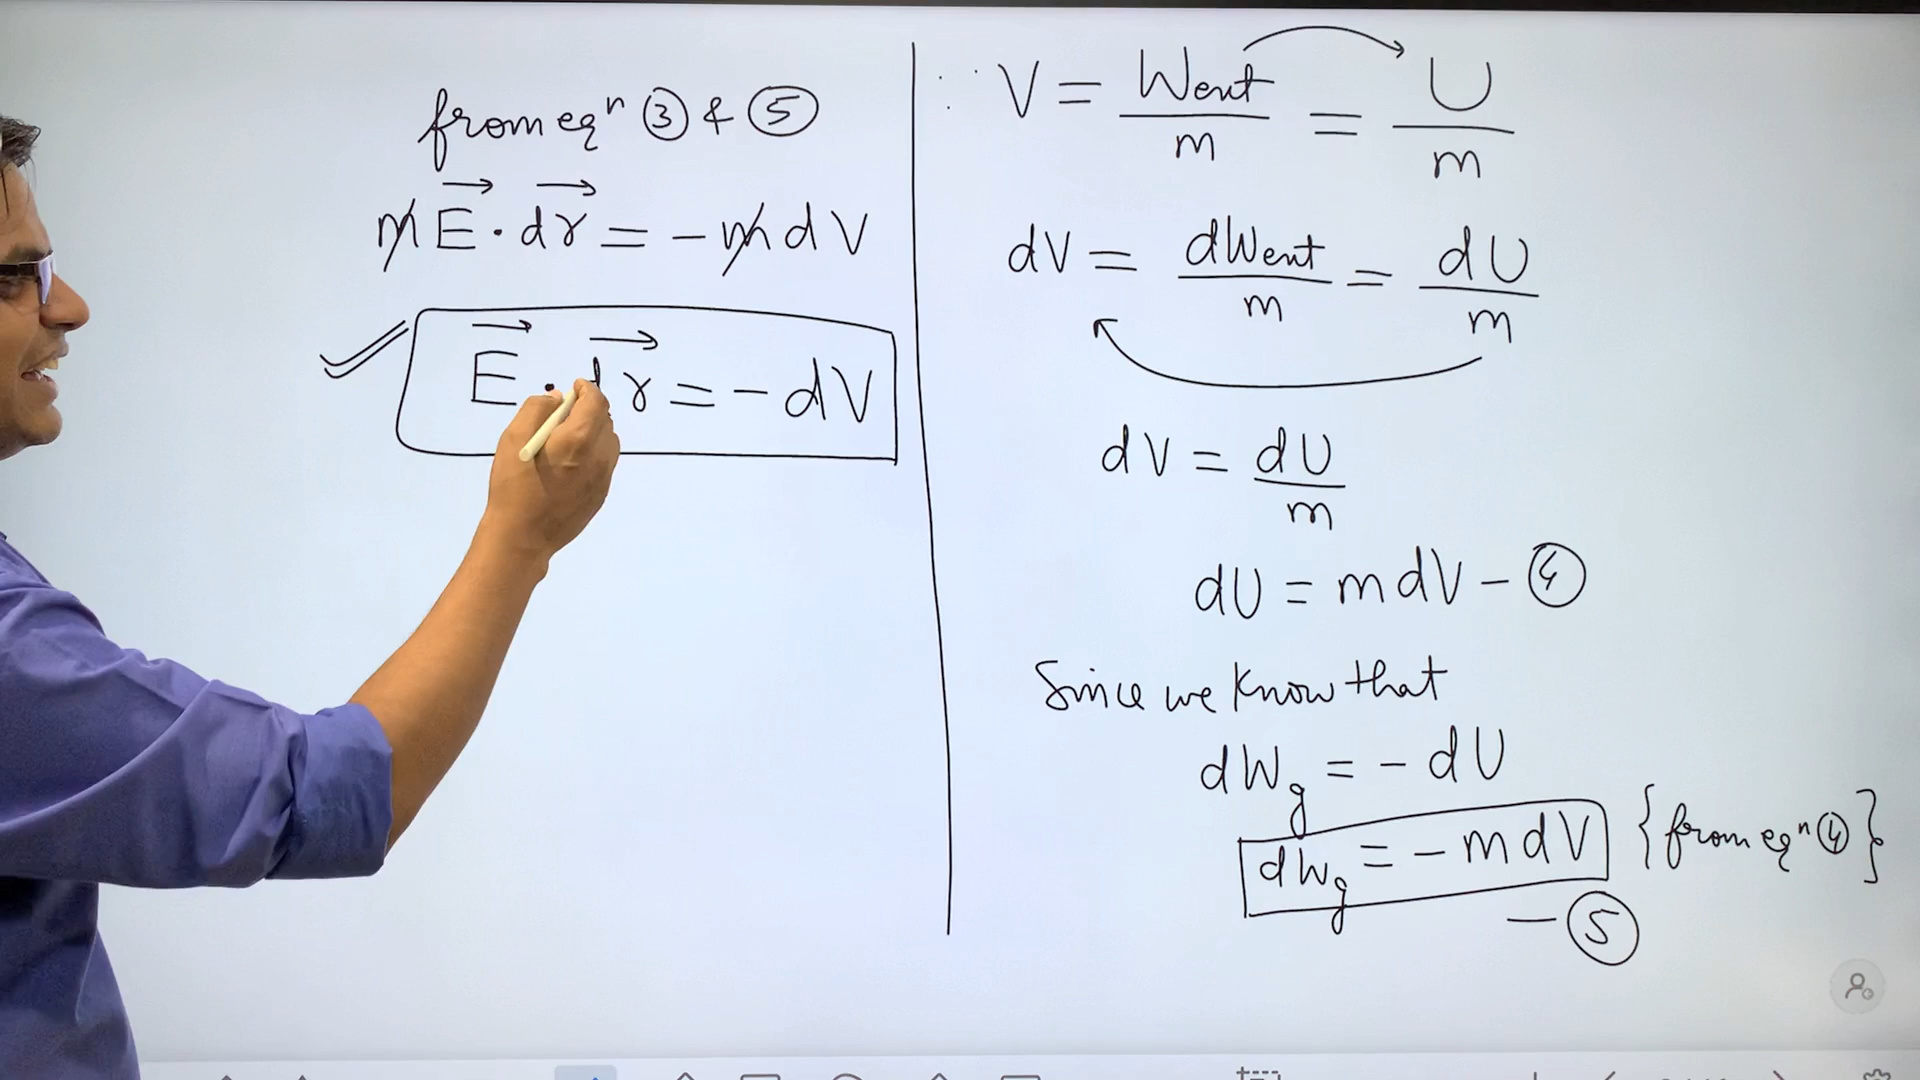 from eqⁿ ③ & ⑤
mE⃗ · dr⃗ = - m dV
E⃗ · dr⃗ = - dV
∵ V = Wext/m = U/m
dV = dWext/m = dU/m
dV = dU/m
dU = m dV - ④
Since we know that
dWg = - dU
dWg = - m dV {from eqⁿ ④}
- ⑤